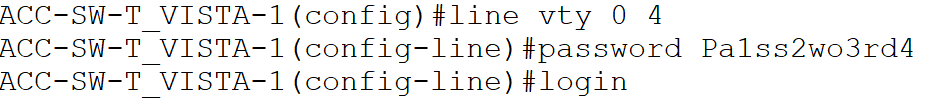 ACC-SW-T_VISTA-1(config)#line vty 0 4
ACC-SW-T_VISTA-1(config-line)#password Pa1ss2wo3rd4
ACC-SW-T_VISTA-1(config-line)#login